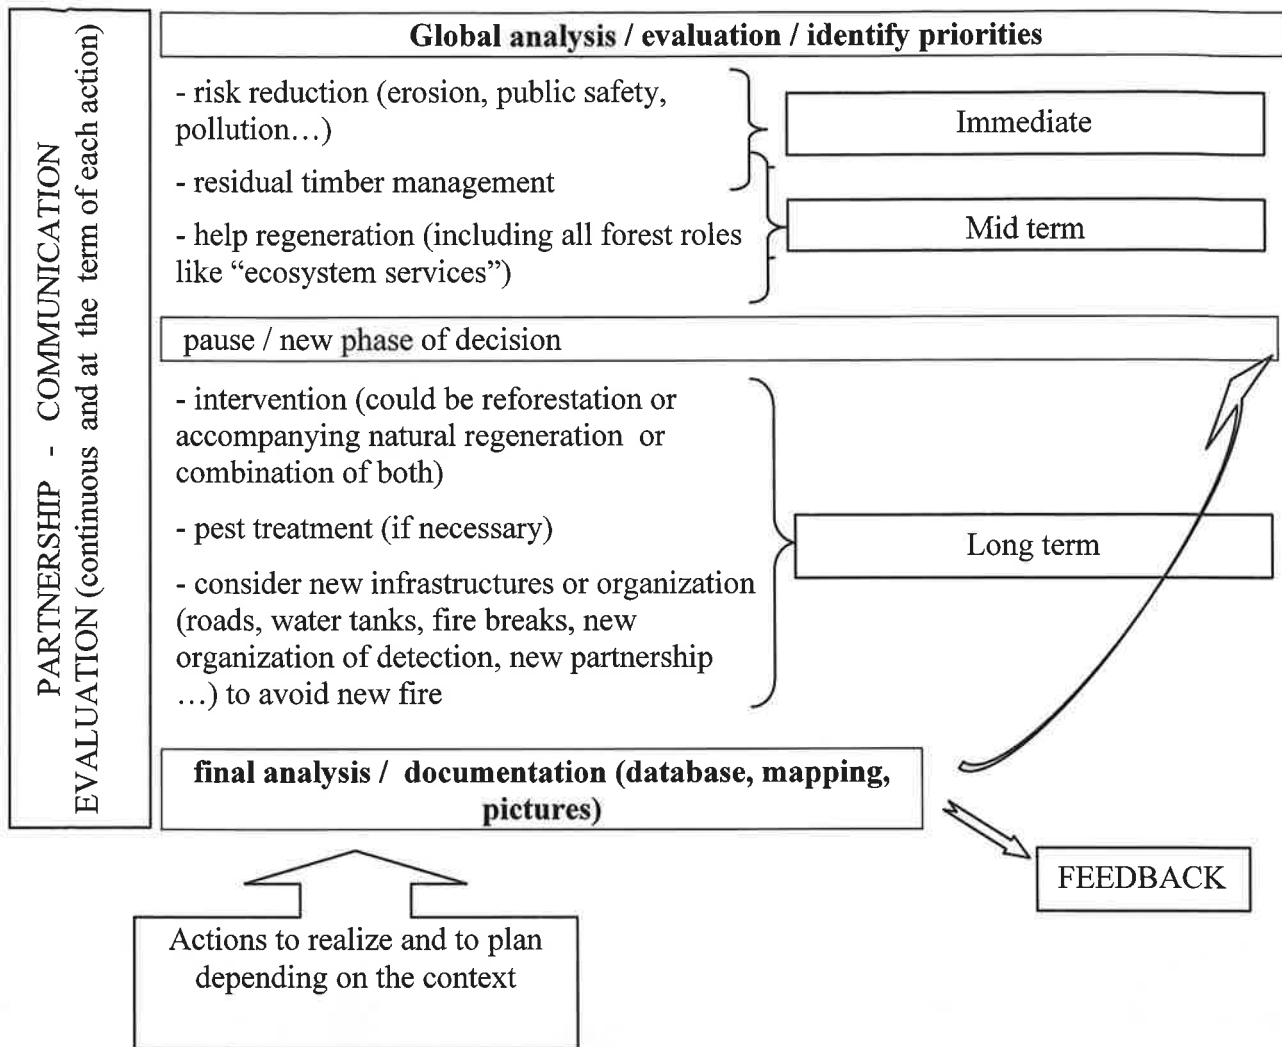 PARTNERSHIP - COMMUNICATION
EVALUATION (continuous and at the term of each action)
Global analysis / evaluation / identify priorities
- risk reduction (erosion, public safety,
pollution…)
- residual timber management
- help regeneration (including all forest roles
like “ecosystem services”)
Immediate
Mid term
pause / new phase of decision
- intervention (could be reforestation or
accompanying natural regeneration or
combination of both)
- pest treatment (if necessary)
- consider new infrastructures or organization
(roads, water tanks, fire breaks, new
organization of detection, new partnership
…) to avoid new fire
Long term
final analysis / documentation (database, mapping,
pictures)
FEEDBACK
Actions to realize and to plan
depending on the context